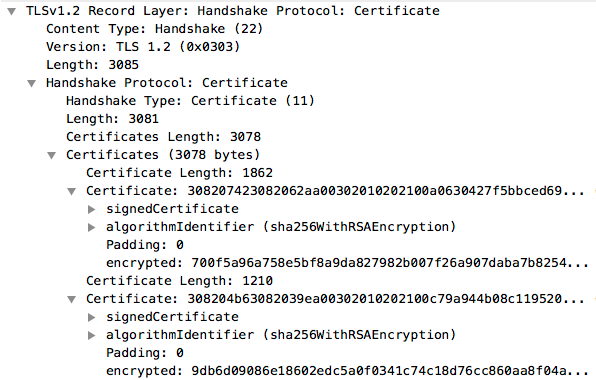 TLSv1.2 Record Layer: Handshake Protocol: Certificate
Content Type: Handshake (22)
Version: TLS 1.2 (0x0303)
Length: 3085
Handshake Protocol: Certificate
Handshake Type: Certificate (11)
Length: 3081
Certificates Length: 3078
Certificates (3078 bytes)
Certificate Length: 1862
Certificate: 308207423082062aa00302010202100a0630427f5bbced69... (
signedCertificate
algorithmIdentifier (sha256WithRSAEncryption)
Padding: 0
encrypted: 700f5a96a758e5bf8a9da827982b007f26a907daba7b8254...
Certificate Length: 1210
Certificate: 308204b63082039ea00302010202100c79a944b08c119520... (
signedCertificate
algorithmIdentifier (sha256WithRSAEncryption)
Padding: 0
encrypted: 9db6d09086e18602edc5a0f0341c74c18d76cc860aa8f04a...